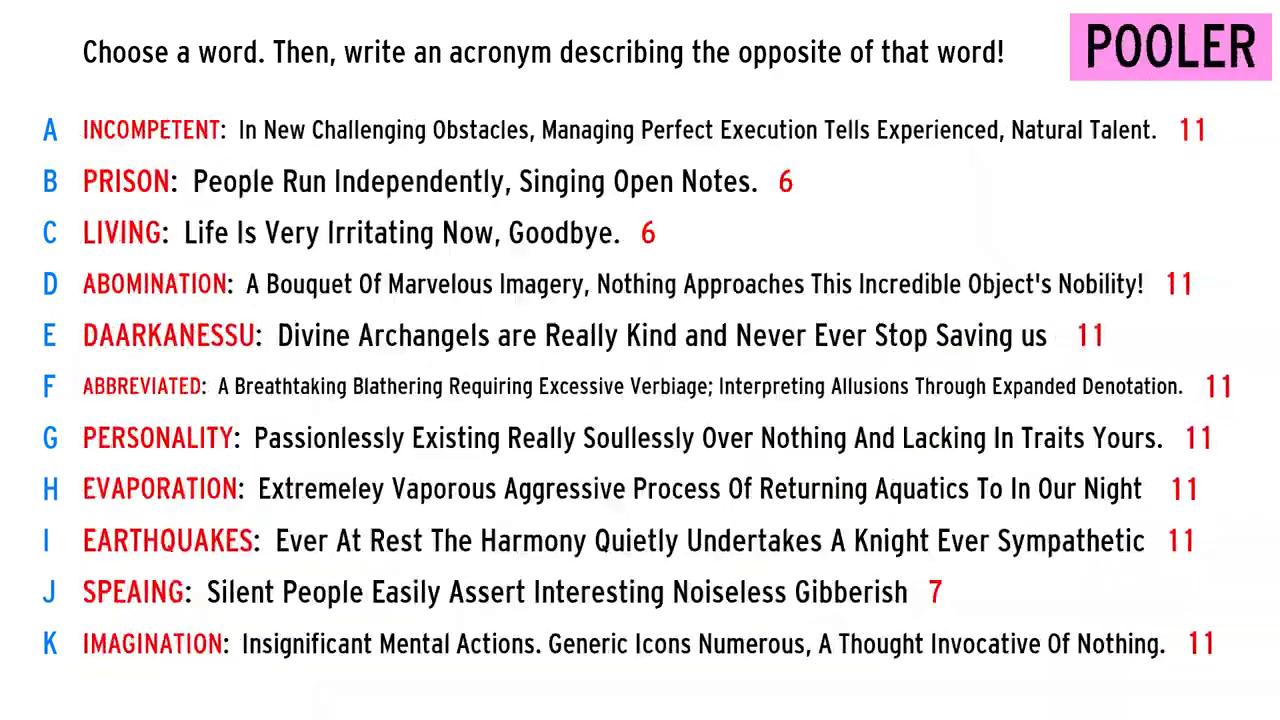 Choose a word. Then, write an acronym describing the opposite of that word!
POOLER
A INCOMPETENT: In New Challenging Obstacles, Managing Perfect Execution Tells Experienced, Natural Talent. 11
B PRISON: People Run Independently, Singing Open Notes. 6
C LIVING: Life Is Very Irritating Now, Goodbye. 6
D ABOMINATION: A Bouquet Of Marvelous Imagery, Nothing Approaches This Incredible Object's Nobility! 11
E DAARKANESSU: Divine Archangels are Really Kind and Never Ever Stop Saving us 11
F ABBREVIATED: A Breathtaking Blathering Requiring Excessive Verbiage; Interpreting Allusions Through Expanded Denotation. 11
G PERSONALITY: Passionlessly Existing Really Soullessly Over Nothing And Lacking In Traits Yours. 11
H EVAPORATION: Extremeley Vaporous Aggressive Process Of Returning Aquatics To In Our Night 11
I EARTHQUAKES: Ever At Rest The Harmony Quietly Undertakes A Knight Ever Sympathetic 11
J SPEAING: Silent People Easily Assert Interesting Noiseless Gibberish 7
K IMAGINATION: Insignificant Mental Actions. Generic Icons Numerous, A Thought Invocative Of Nothing. 11